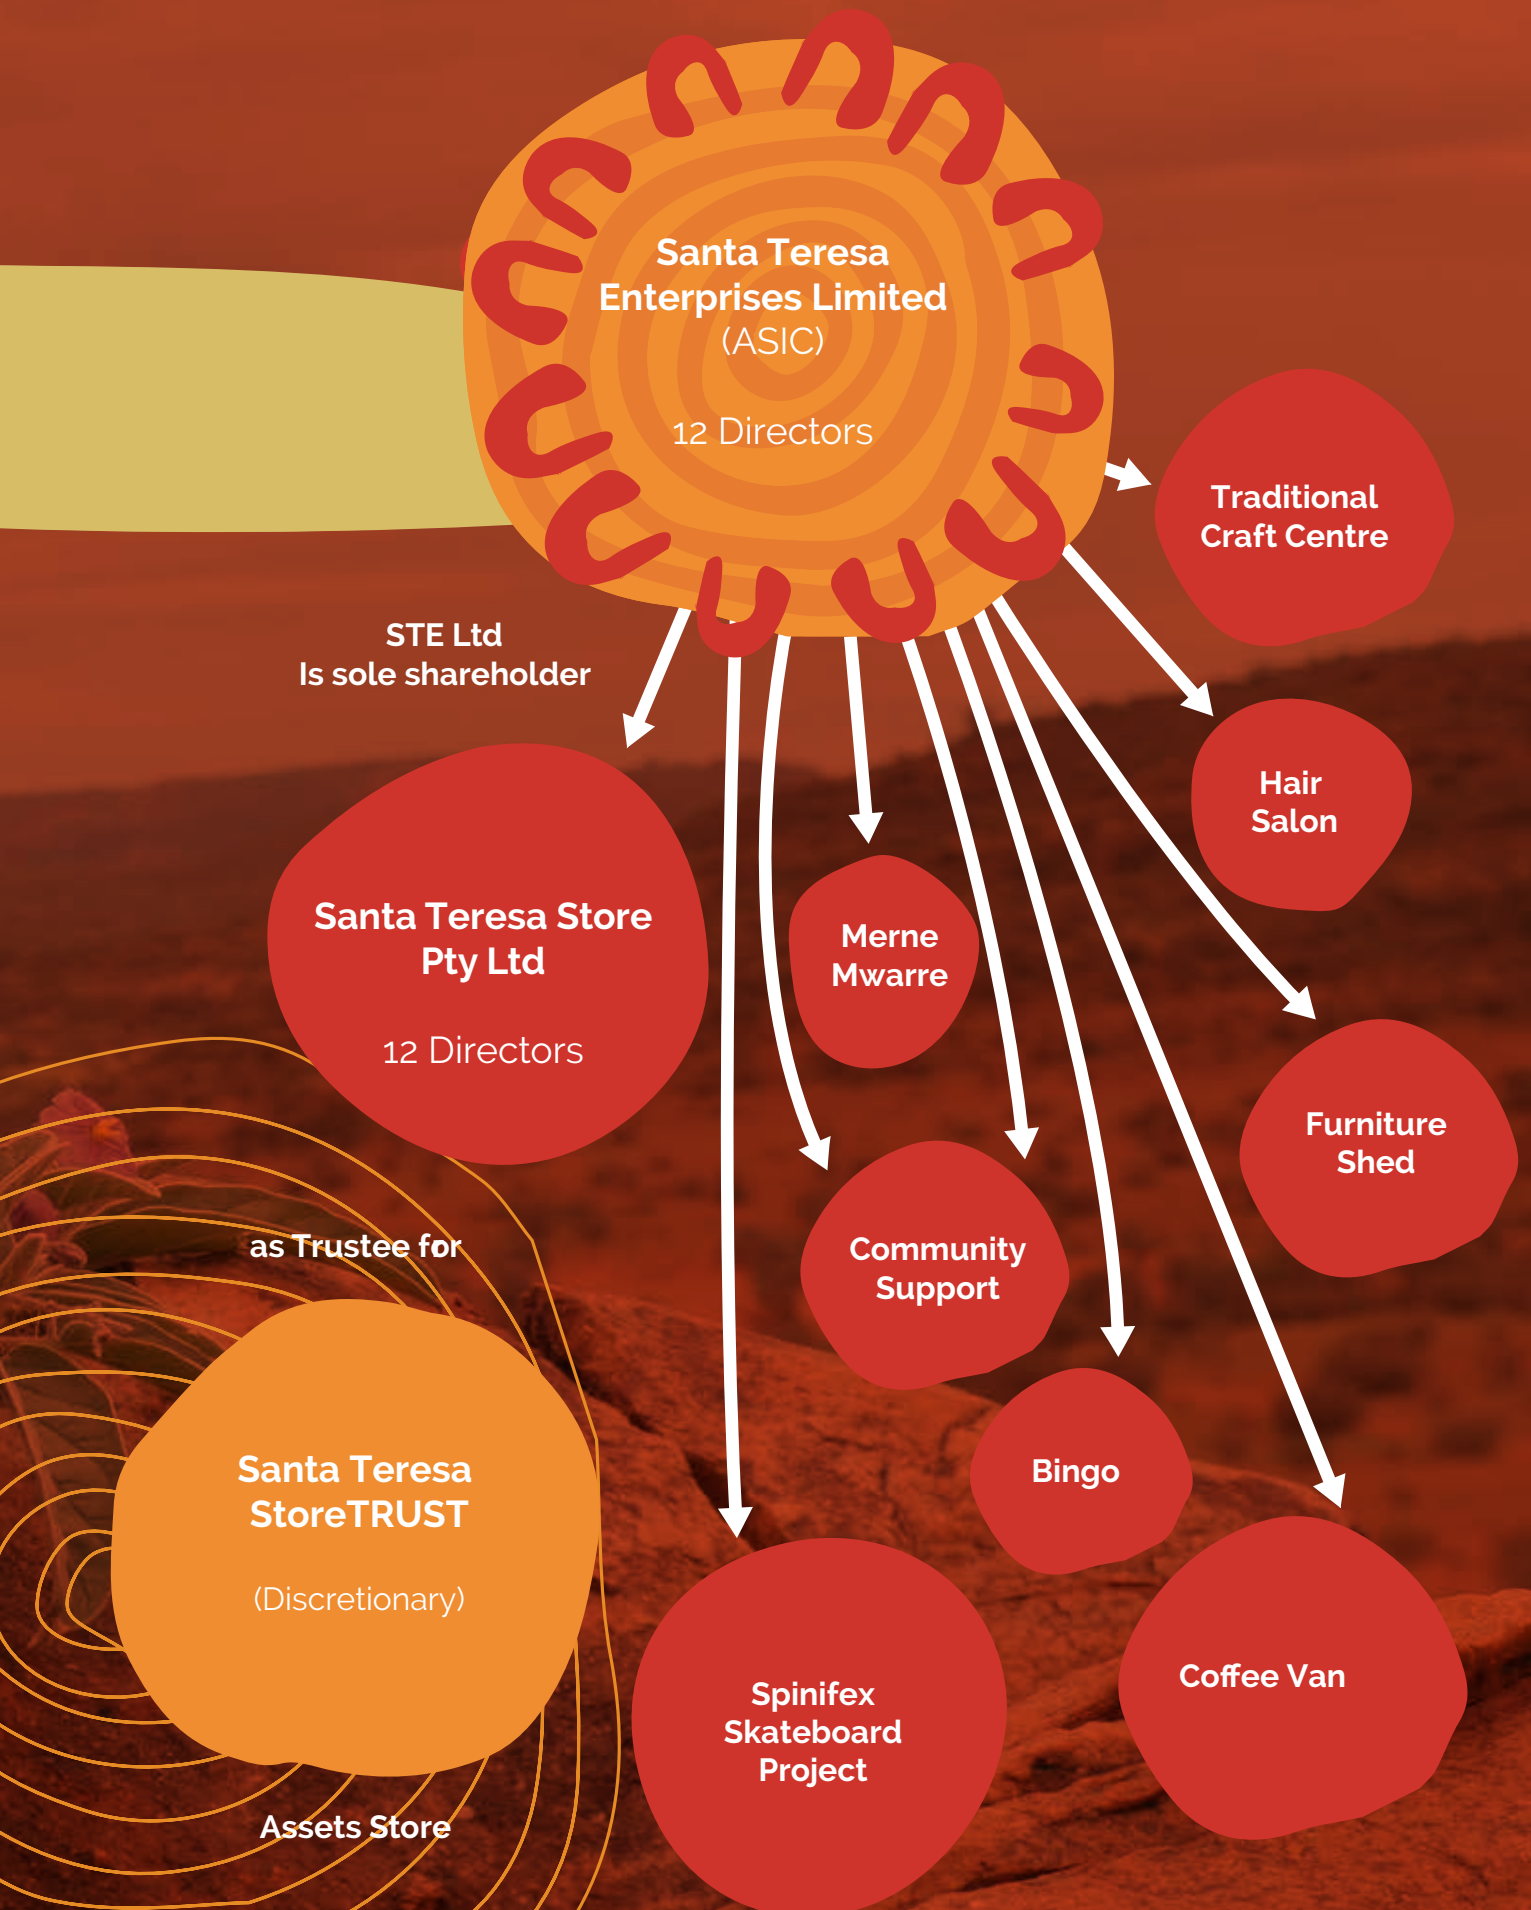 Santa Teresa
Enterprises Limited
(ASIC)
12 Directors
Traditional
Craft Centre
STE Ltd
Is sole shareholder
Hair
Salon
Santa Teresa Store
Pty Ltd
12 Directors
Merne
Mwarre
Furniture
Shed
as Trustee for
Community
Support
Santa Teresa
StoreTRUST
(Discretionary)
Bingo
Coffee Van
Spinifex
Skateboard
Project
Assets Store